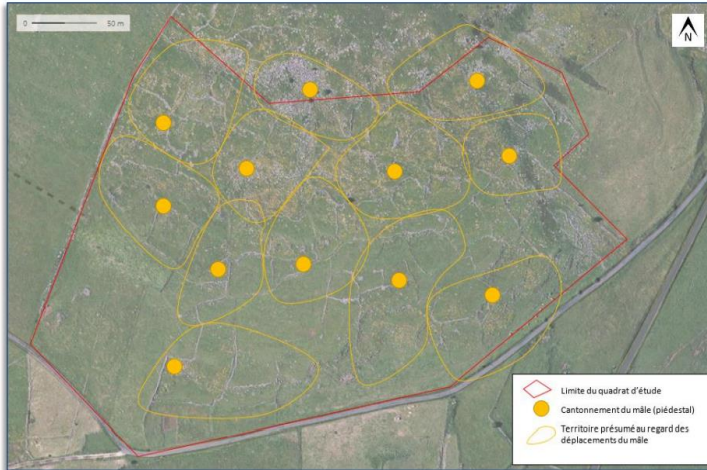 0 50 m
N
Limite du quadrat d'étude
Cantonnement du mâle (piédestal)
Territoire présumé au regard des
déplacements du mâle